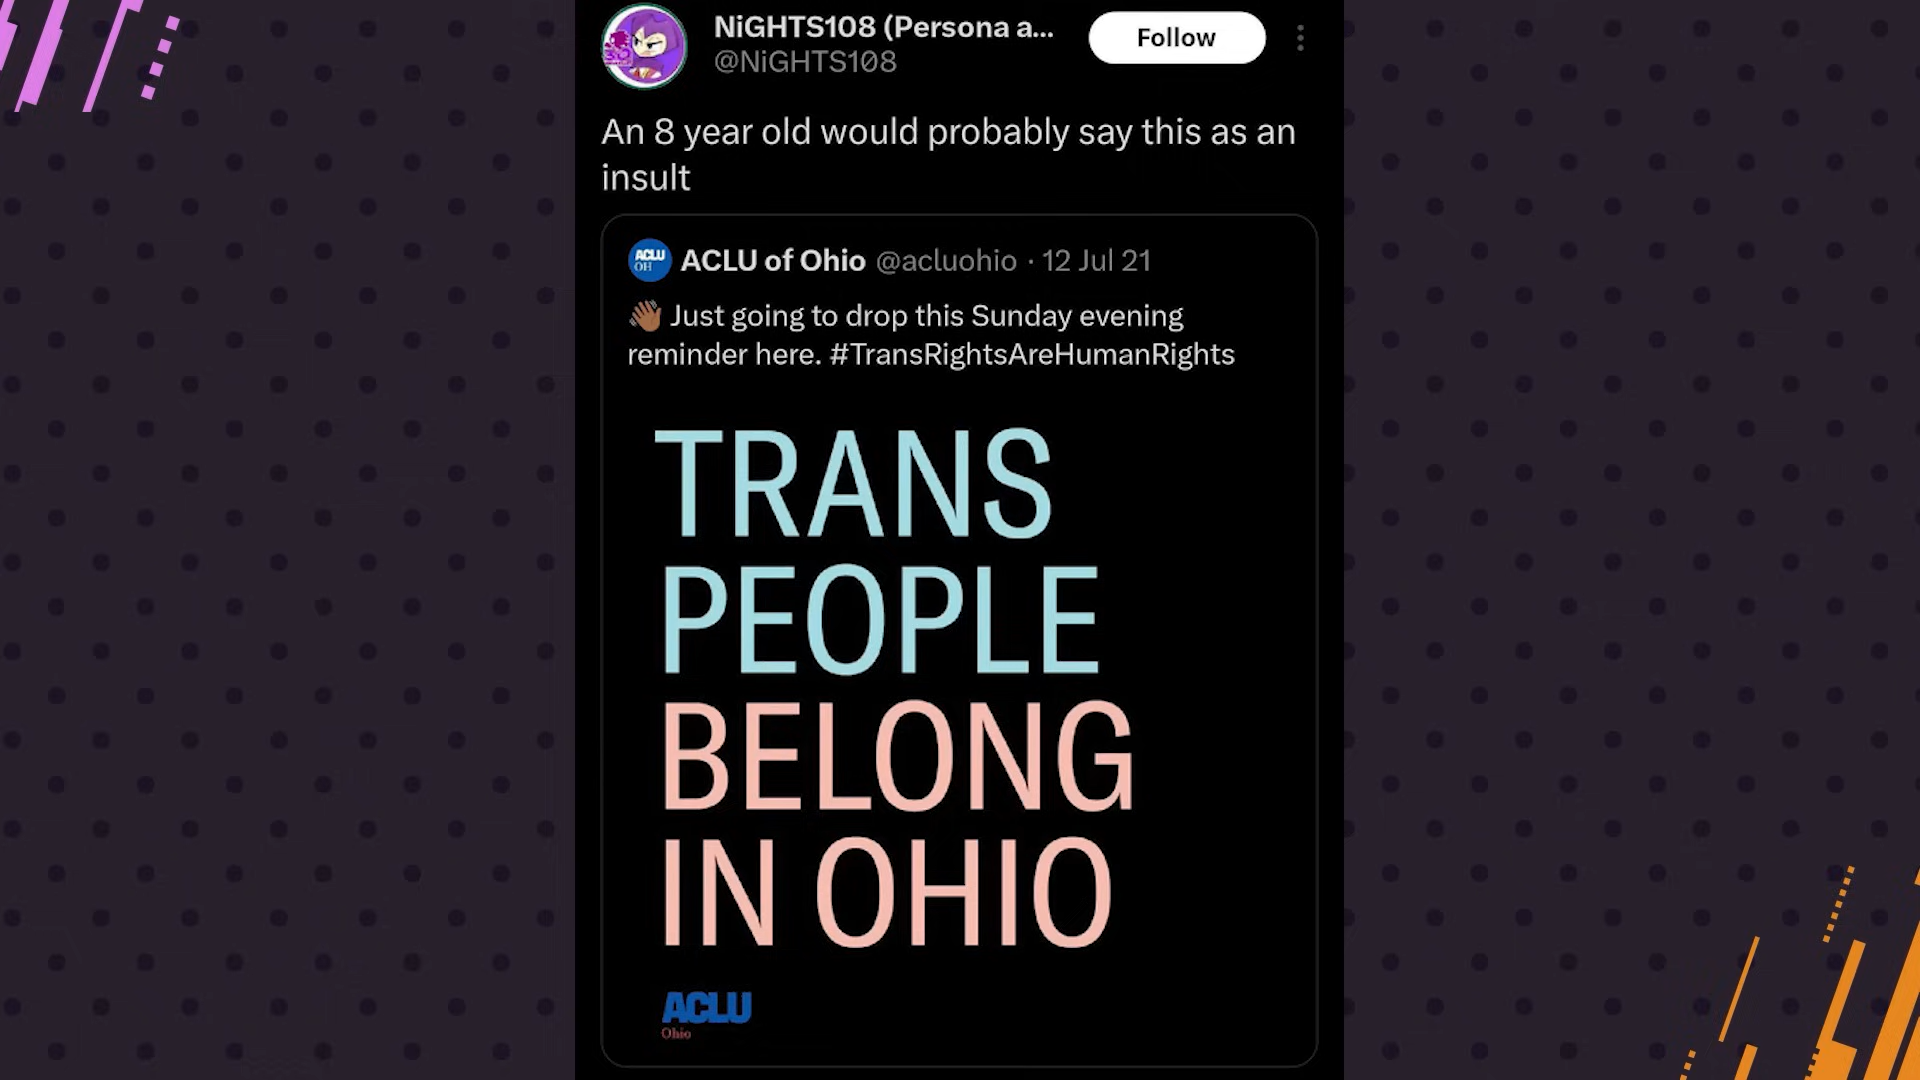 NiGHTS108 (Persona a...
Follow
@NiGHTS108
An 8 year old would probably say this as an
insult
ACLU
OH
ACLU of Ohio @acluohio · 12 Jul 21
👋🏾 Just going to drop this Sunday evening
reminder here. #TransRightsAreHumanRights
TRANS
PEOPLE
BELONG
IN OHIO
ACLU
Ohio